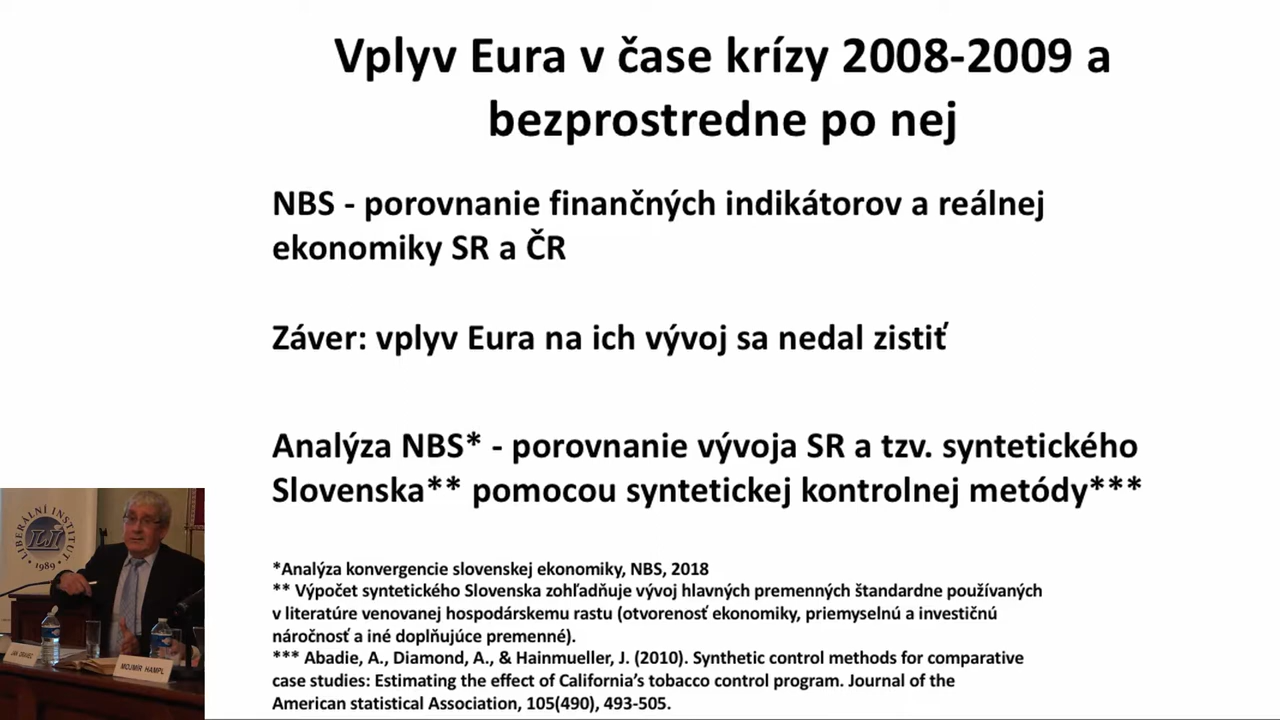 Vplyv Eura v čase krízy 2008-2009 a
bezprostredne po nej
NBS - porovnanie finančných indikátorov a reálnej
ekonomiky SR a ČR
Záver: vplyv Eura na ich vývoj sa nedal zistiť
Analýza NBS* - porovnanie vývoja SR a tzv. syntetického
Slovenska** pomocou syntetickej kontrolnej metódy***
*Analýza konvergencie slovenskej ekonomiky, NBS, 2018
** Výpočet syntetického Slovenska zohľadňuje vývoj hlavných premenných štandardne používaných
v literatúre venovanej hospodárskemu rastu (otvorenosť ekonomiky, priemyselnú a investičnú
náročnosť a iné doplňujúce premenné).
*** Abadie, A., Diamond, A., & Hainmueller, J. (2010). Synthetic control methods for comparative
case studies: Estimating the effect of California's tobacco control program. Journal of the
American statistical Association, 105(490), 493-505.
LIBERÁLNÍ INSTITUT
1989
MOJMÍR HAMPL